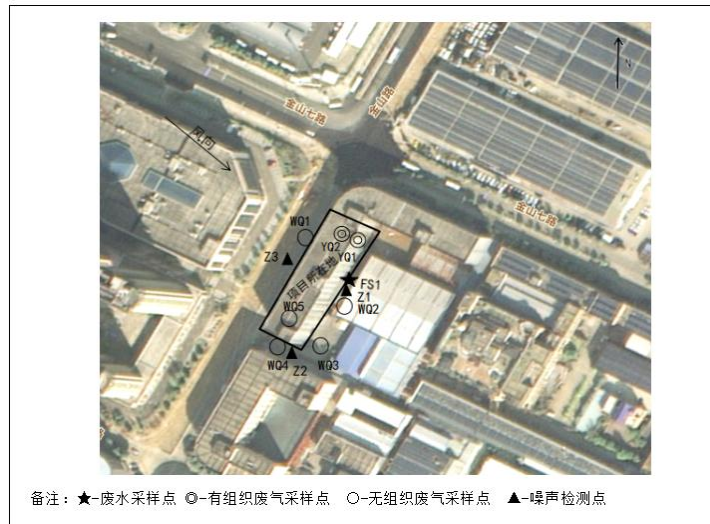 N
金山七路
金山路
风向
金山七路
WQ1
YQ2
YQ1
Z3
项目所在地
FS1
Z1
WQ2
WQ5
WQ4
Z2
WQ3
备注：★-废水采样点 ◎-有组织废气采样点 ○-无组织废气采样点 ▲-噪声检测点